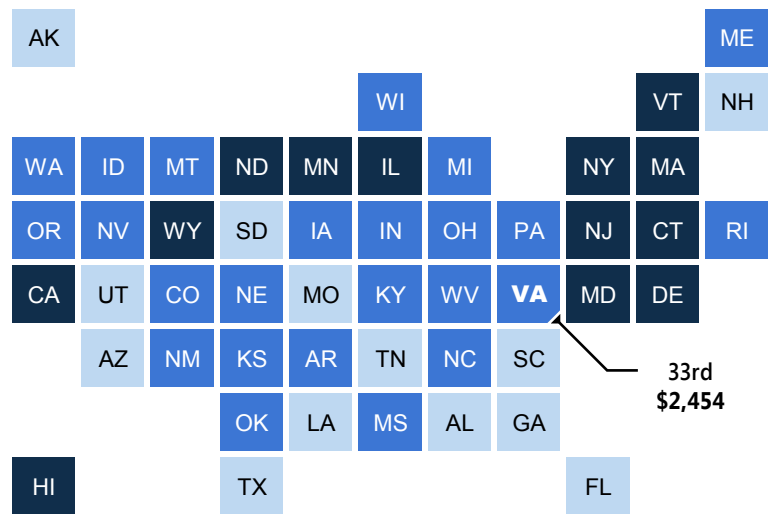 AK ME
WI VT NH
WA ID MT ND MN IL MI NY MA
OR NV WY SD IA IN OH PA NJ CT RI
CA UT CO NE MO KY WV VA MD DE
AZ NM KS AR TN NC SC
33rd
$2,454
OK LA MS AL GA
HI TX FL